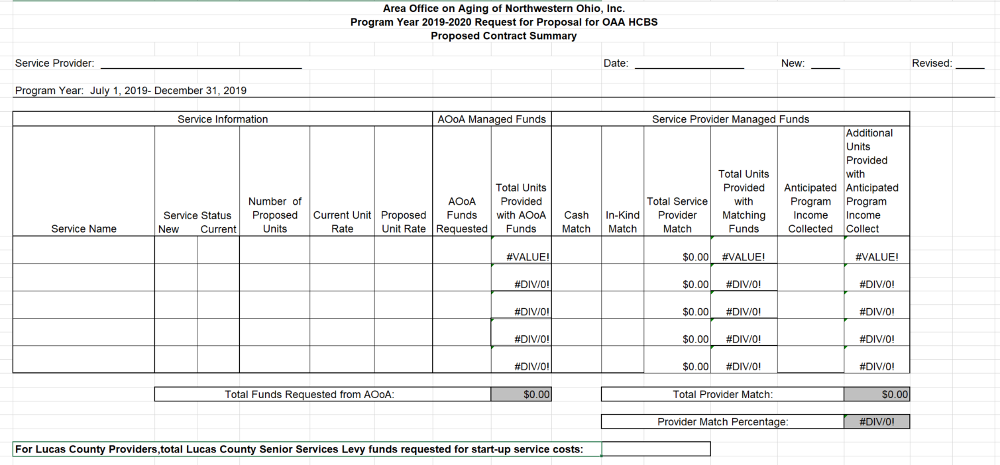 Area Office on Aging of Northwestern Ohio, Inc.
Program Year 2019-2020 Request for Proposal for OAA HCBS
Proposed Contract Summary
Service Provider: Date: New: Revised:
Program Year: July 1, 2019- December 31, 2019
Service Information AOoA Managed Funds Service Provider Managed Funds
Service Name
Service Status
New Current
Number of
Proposed
Units
Current Unit
Rate
Proposed
Unit Rate
AOoA
Funds
Requested
Total Units
Provided
with AOoA
Funds
Cash
Match
In-Kind
Match
Total Service
Provider
Match
Total Units
Provided
with
Matching
Funds
Anticipated
Program
Income
Collected
Additional
Units
Provided
with
Anticipated
Program
Income
Collect
#VALUE! $0.00 #VALUE! #VALUE!
#DIV/0! $0.00 #DIV/0! #DIV/0!
#DIV/0! $0.00 #DIV/0! #DIV/0!
#DIV/0! $0.00 #DIV/0! #DIV/0!
#DIV/0! $0.00 #DIV/0! #DIV/0!
Total Funds Requested from AOoA: $0.00 Total Provider Match: $0.00
Provider Match Percentage: #DIV/0!
For Lucas County Providers,total Lucas County Senior Services Levy funds requested for start-up service costs: